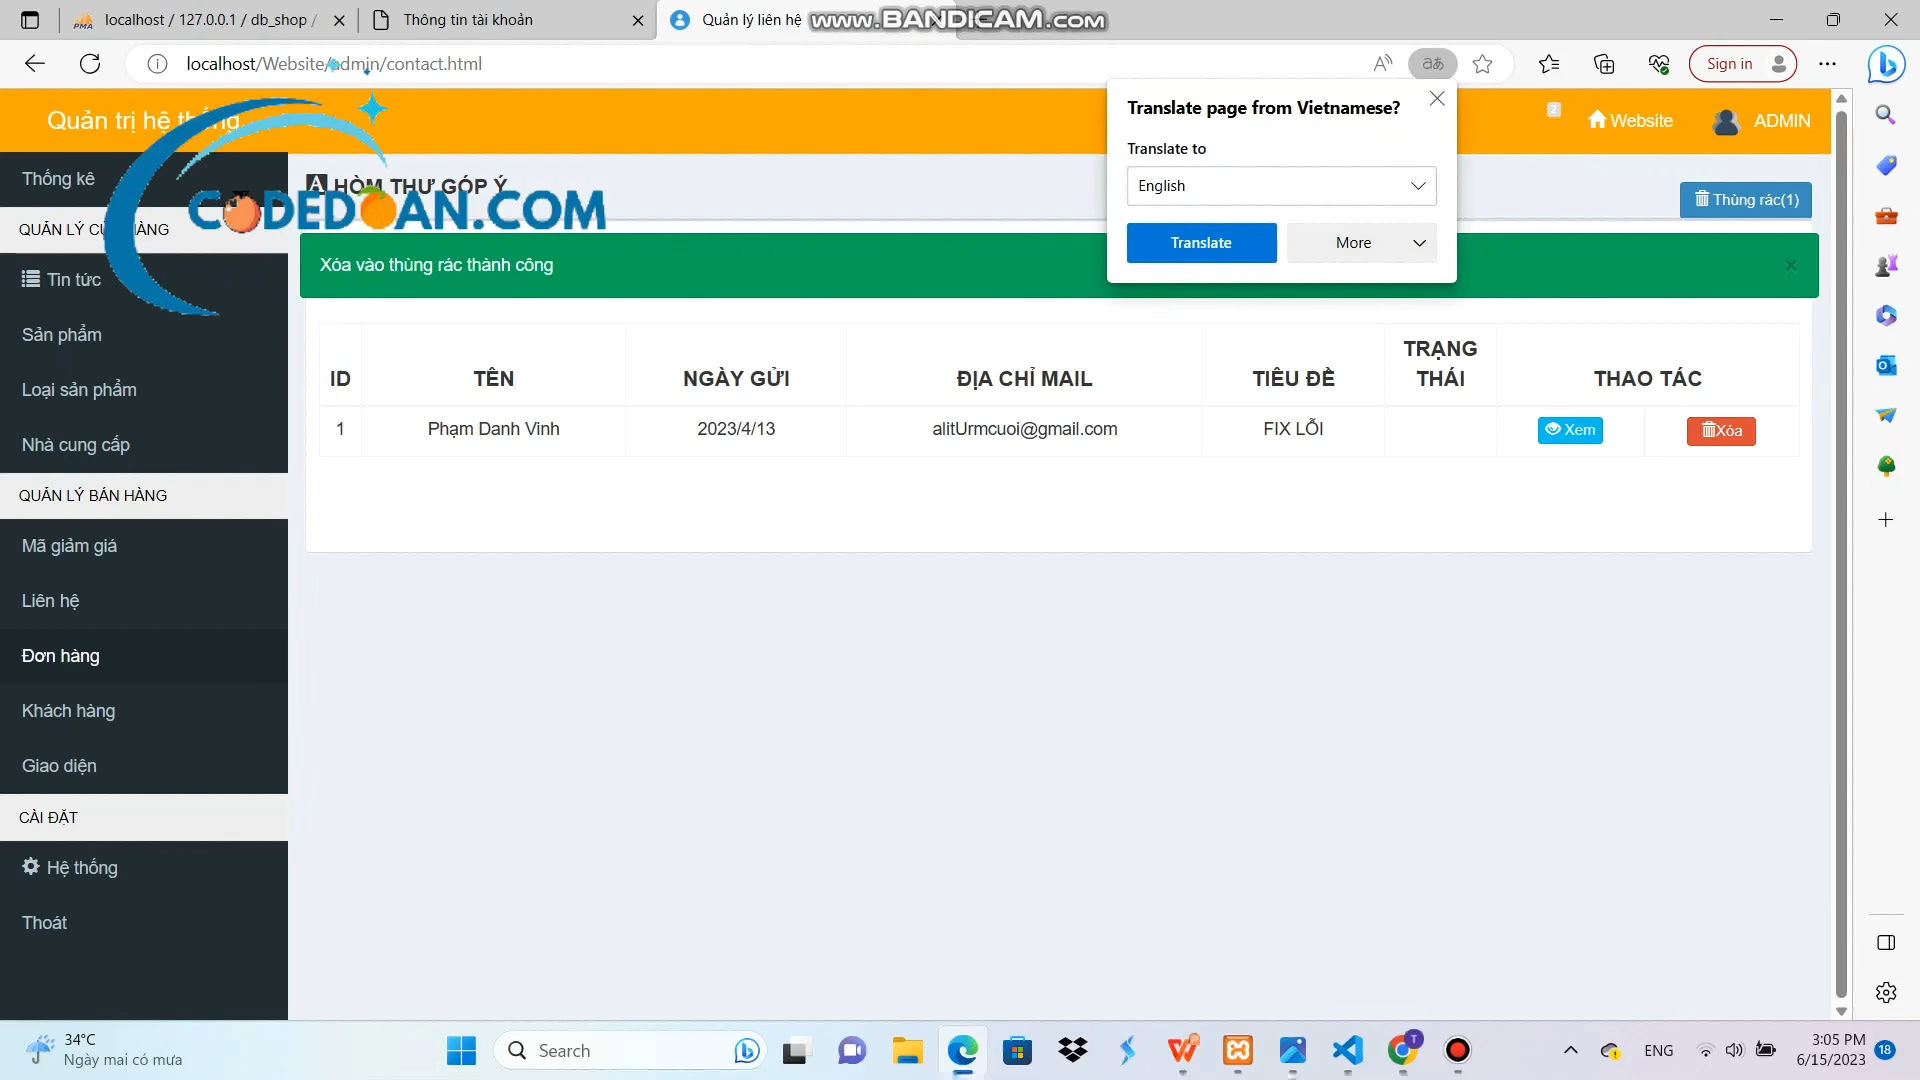 localhost / 127.0.0.1 / db_shop /
Thông tin tài khoản
Quản lý liên hệ
www.BANDICAM.com
localhost/Website/admin/contact.html
Sign in
Quản trị hệ thống
Translate page from Vietnamese?
Translate to
English
Translate
More
2
Website
ADMIN
Thống kê
HÒM THƯ GÓP Ý
Thùng rác(1)
CODEDOAN.COM
QUẢN LÝ CỬA HÀNG
Xóa vào thùng rác thành công
×
Tin tức
Sản phẩm
Loại sản phẩm
Nhà cung cấp
QUẢN LÝ BÁN HÀNG
Mã giảm giá
Liên hệ
Đơn hàng
Khách hàng
Giao diện
CÀI ĐẶT
Hệ thống
Thoát
ID TÊN NGÀY GỬI ĐỊA CHỈ MAIL TIÊU ĐỀ TRẠNG THÁI THAO TÁC
1 Phạm Danh Vinh 2023/4/13 alitUrmcuoi@gmail.com FIX LỖI Xem Xóa
34°C
Ngày mai có mưa
Search
ENG
3:05 PM
6/15/2023
18